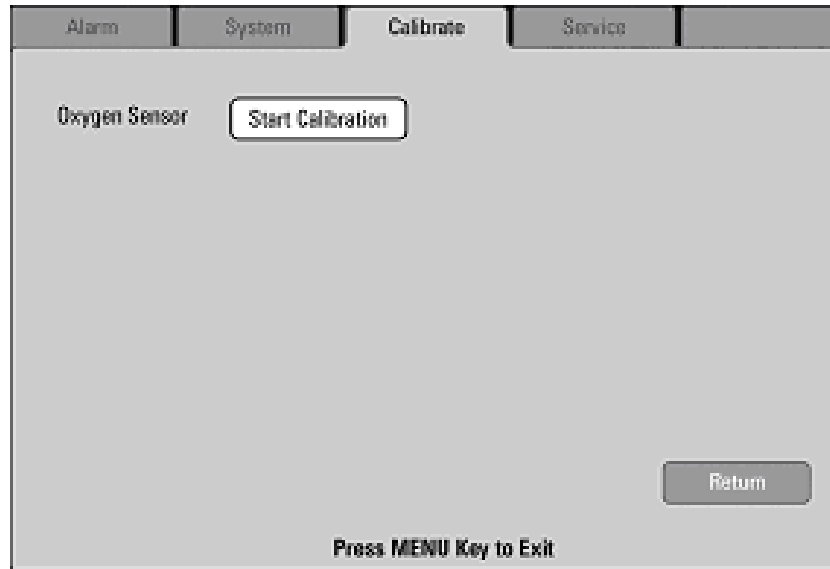 Alarm System Calibrate Service
Oxygen Sensor Start Calibration
Return
Press MENU Key to Exit